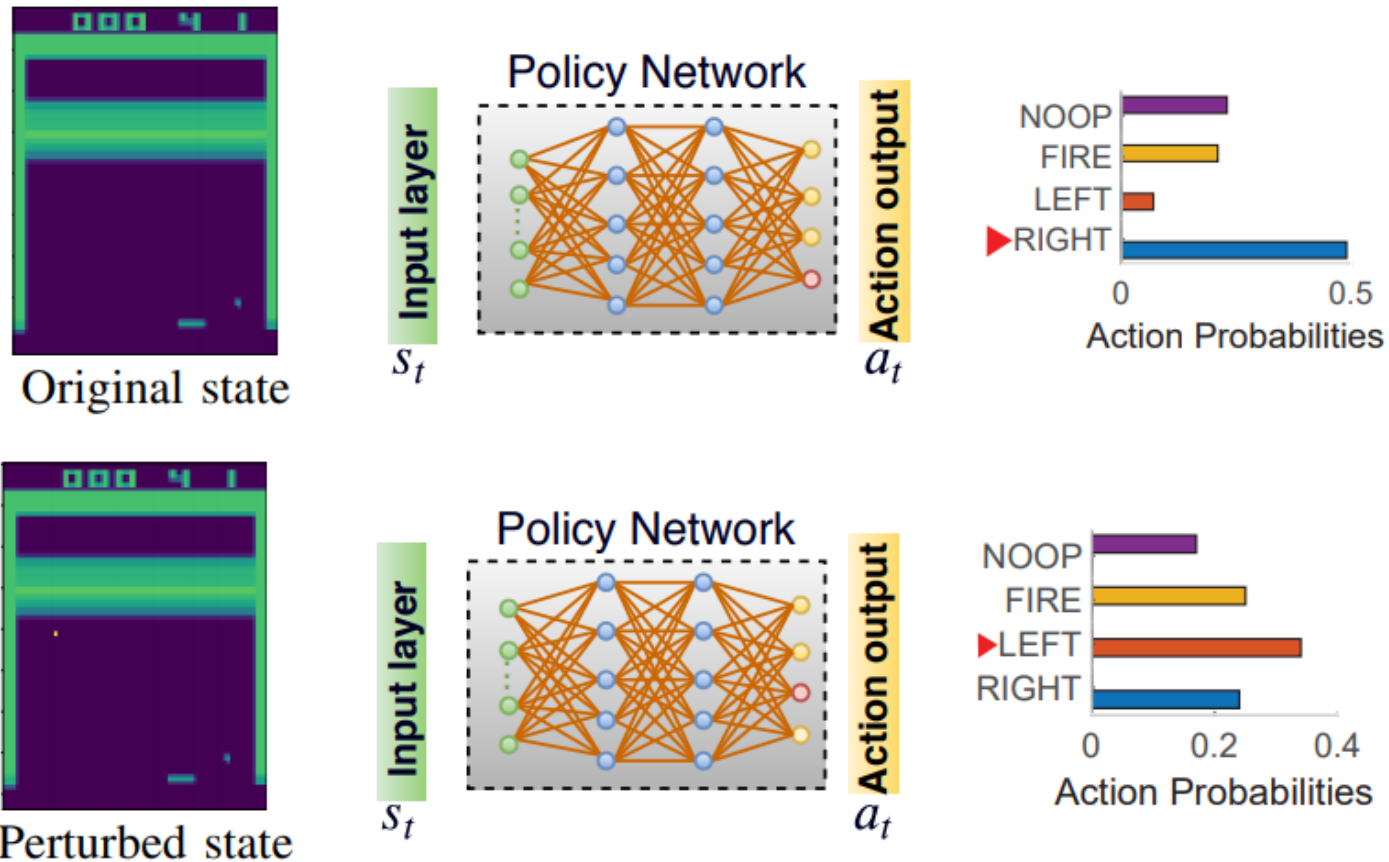 000 4 1
Original state
Input layer
s_t
Policy Network
Action output
a_t
NOOP
FIRE
LEFT
RIGHT
0 0.5
Action Probabilities
000 4 1
Perturbed state
Input layer
s_t
Policy Network
Action output
a_t
NOOP
FIRE
LEFT
RIGHT
0 0.2 0.4
Action Probabilities